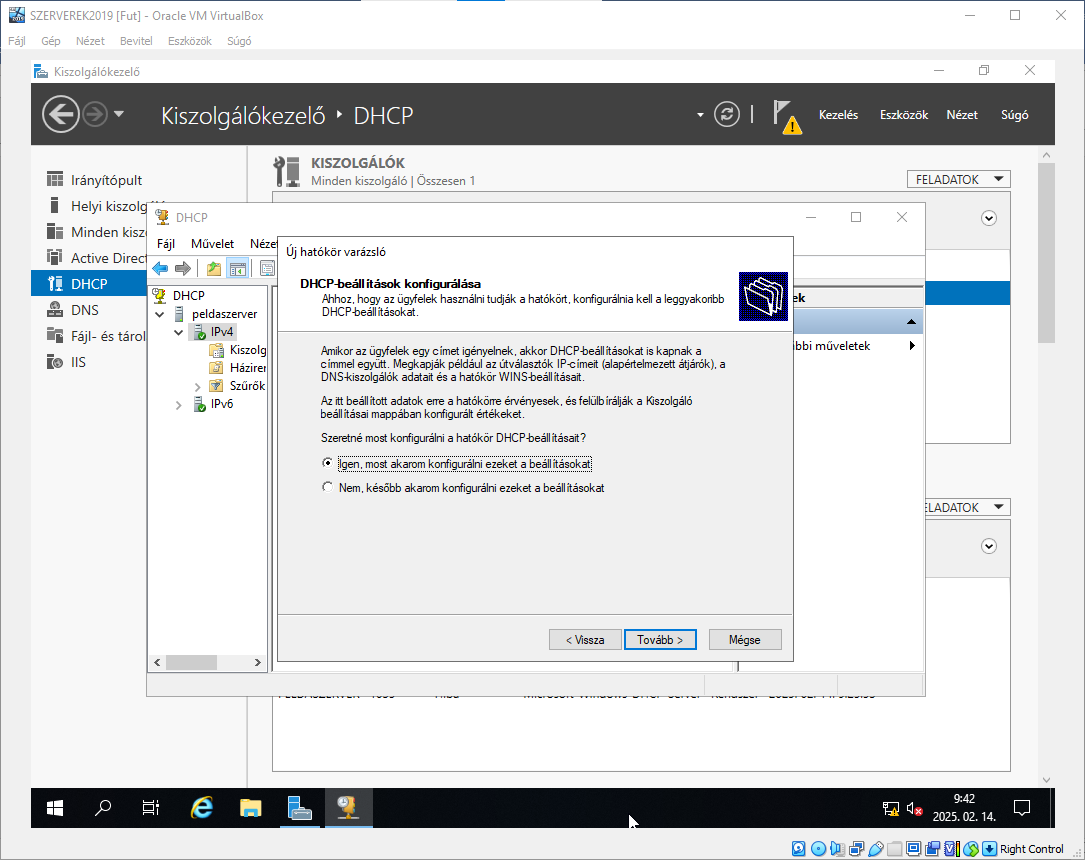 SZERVEREK2019 [Fut] - Oracle VM VirtualBox
Fájl Gép Nézet Bevitel Eszközök Súgó
Kiszolgálókezelő
Kiszolgálókezelő DHCP
Kezelés Eszközök Nézet Súgó
Irányítópult
Helyi kiszolg
Minden kisz
Active Direct
DHCP
DNS
Fájl- és tárol
IIS
KISZOLGÁLÓK
Minden kiszolgáló | Összesen 1
FELADATOK
DHCP
Fájl Művelet Nézet
DHCP
peldaszerver
IPv4
Kiszolg
Házirer
Szűrők
IPv6
ek
bbi műveletek
Új hatókör varázsló
DHCP-beállítások konfigurálása
Ahhoz, hogy az ügyfelek használni tudják a hatókört, konfigurálnia kell a leggyakoribb
DHCP-beállításokat.
Amikor az ügyfelek egy címet igényelnek, akkor DHCP-beállításokat is kapnak a
címmel együtt. Megkapják például az útválasztók IP-címeit (alapértelmezett átjárók), a
DNS-kiszolgálók adatait és a hatókör WINS-beállításait.
Az itt beállított adatok erre a hatókörre érvényesek, és felülbírálják a Kiszolgáló
beállításai mappában konfigurált értékeket.
Szeretné most konfigurálni a hatókör DHCP-beállításait?
Igen, most akarom konfigurálni ezeket a beállításokat
Nem, később akarom konfigurálni ezeket a beállításokat
< Vissza Tovább > Mégse
ELADATOK
9:42
2025. 02. 14.
Right Control